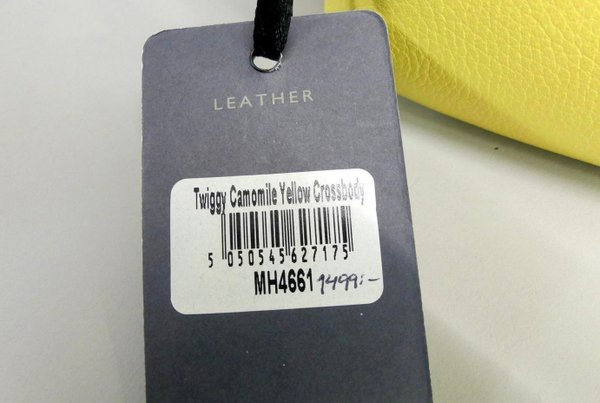 LEATHER
Twiggy Camomile Yellow Crossbody
5 050545 627175
MH4661 1499:-